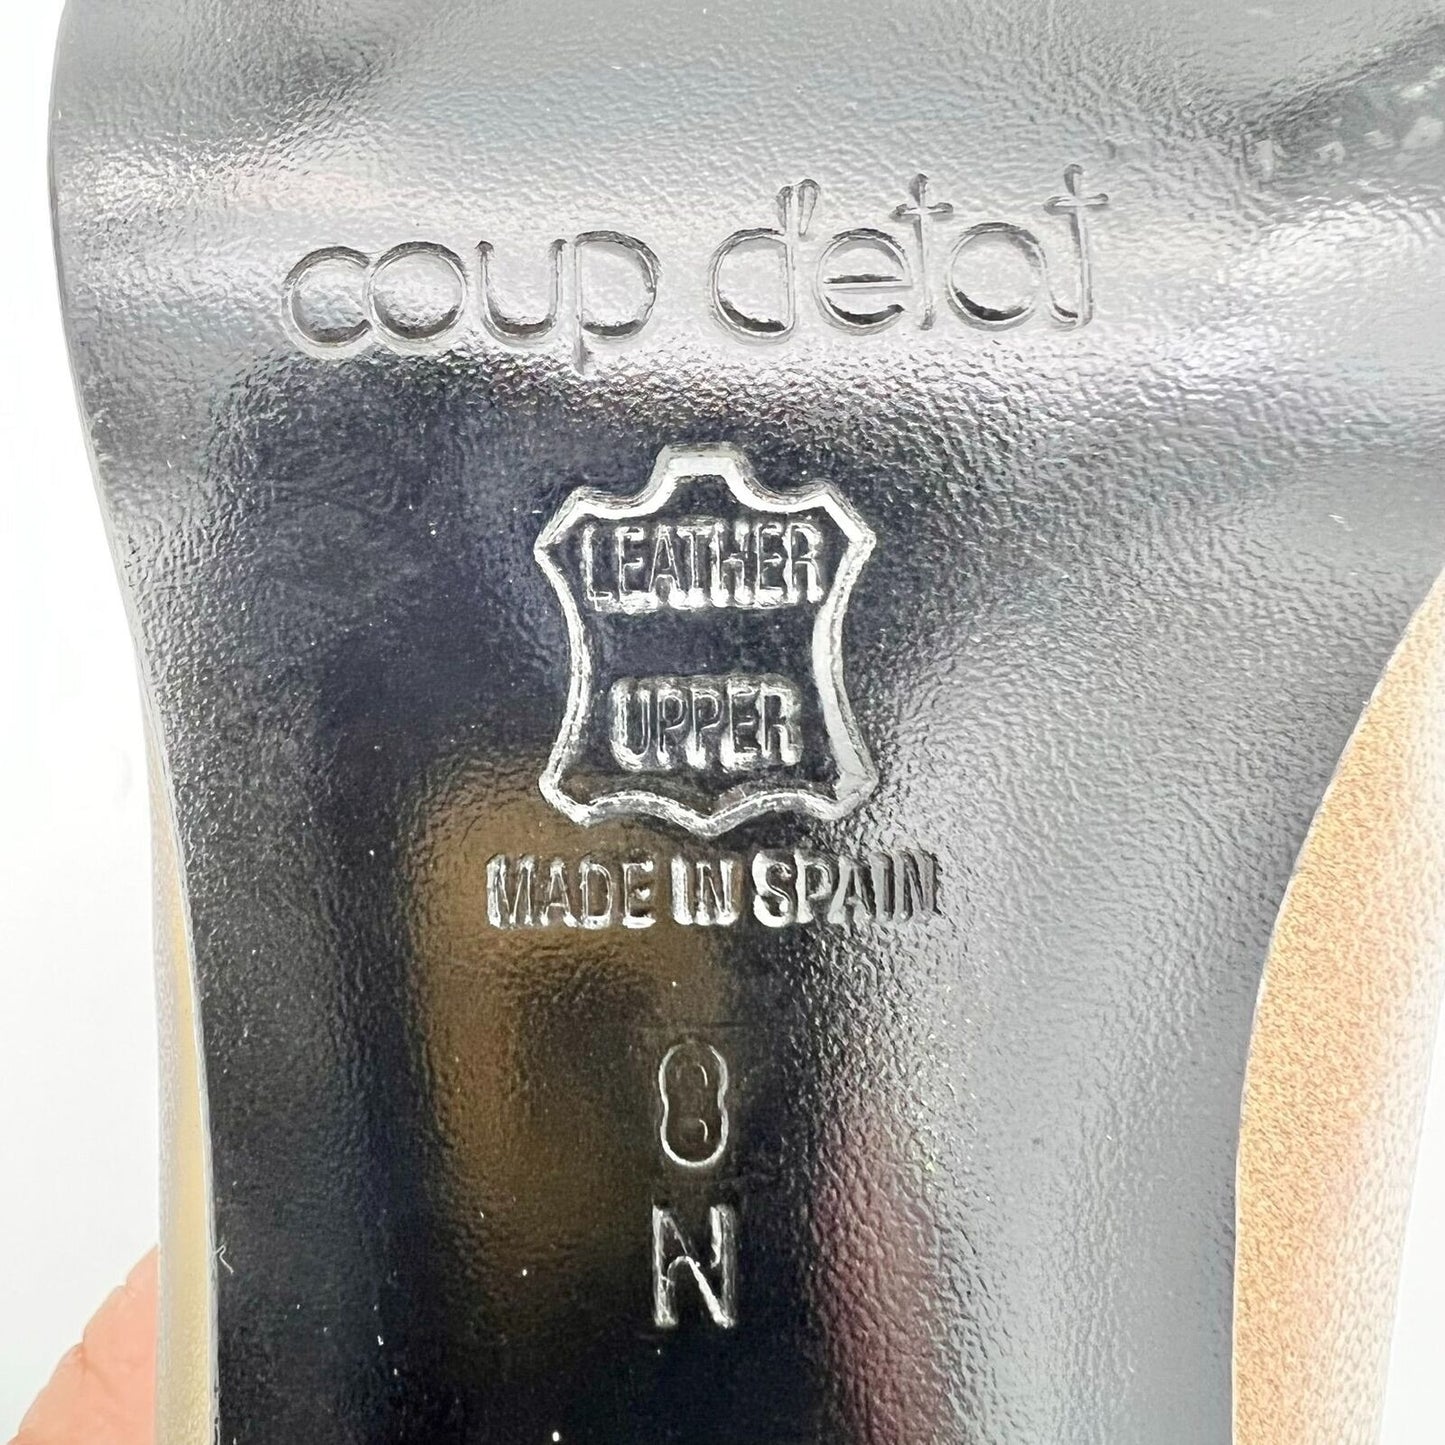 coup d'etat
LEATHER
UPPER
MADE IN SPAIN
8
N